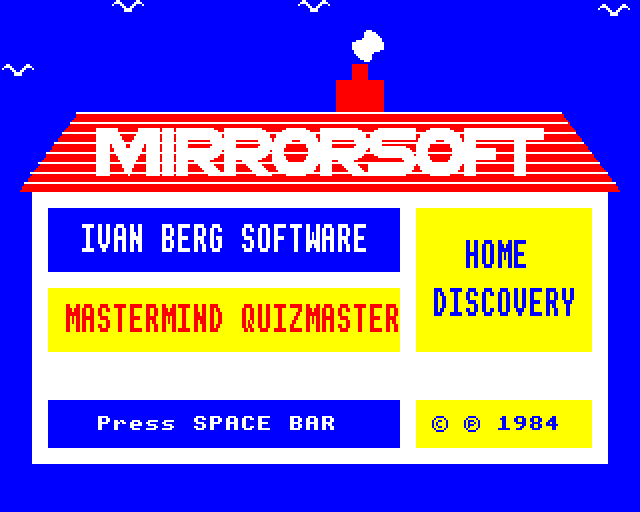 MIRRORSOFT
IVAN BERG SOFTWARE
HOME
DISCOVERY
MASTERMIND QUIZMASTER
Press SPACE BAR
© ℗ 1984